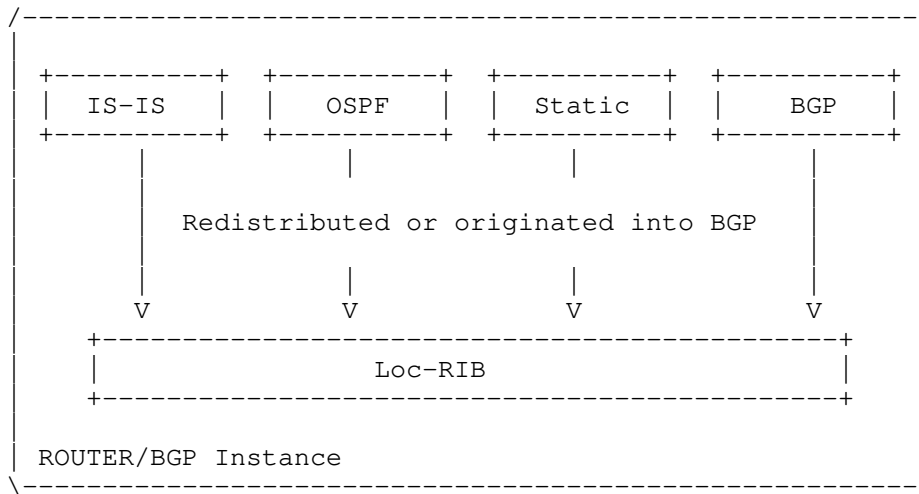 IS-IS OSPF Static BGP
Redistributed or originated into BGP
Loc-RIB
ROUTER/BGP Instance